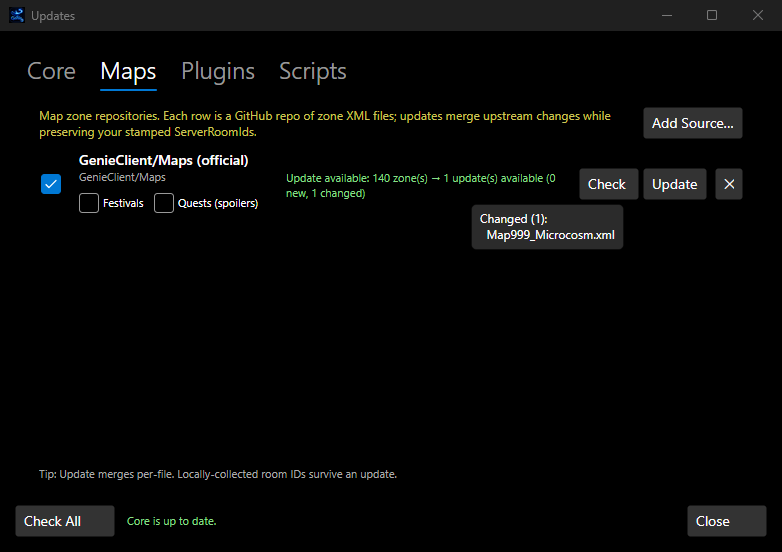 Updates
Core Maps Plugins Scripts
Map zone repositories. Each row is a GitHub repo of zone XML files; updates merge upstream changes while
preserving your stamped ServerRoomIds.
Add Source...
GenieClient/Maps (official)
GenieClient/Maps
Festivals Quests (spoilers)
Update available: 140 zone(s) → 1 update(s) available (0
new, 1 changed)
Check Update
Changed (1):
Map999_Microcosm.xml
Tip: Update merges per-file. Locally-collected room IDs survive an update.
Check All Core is up to date. Close